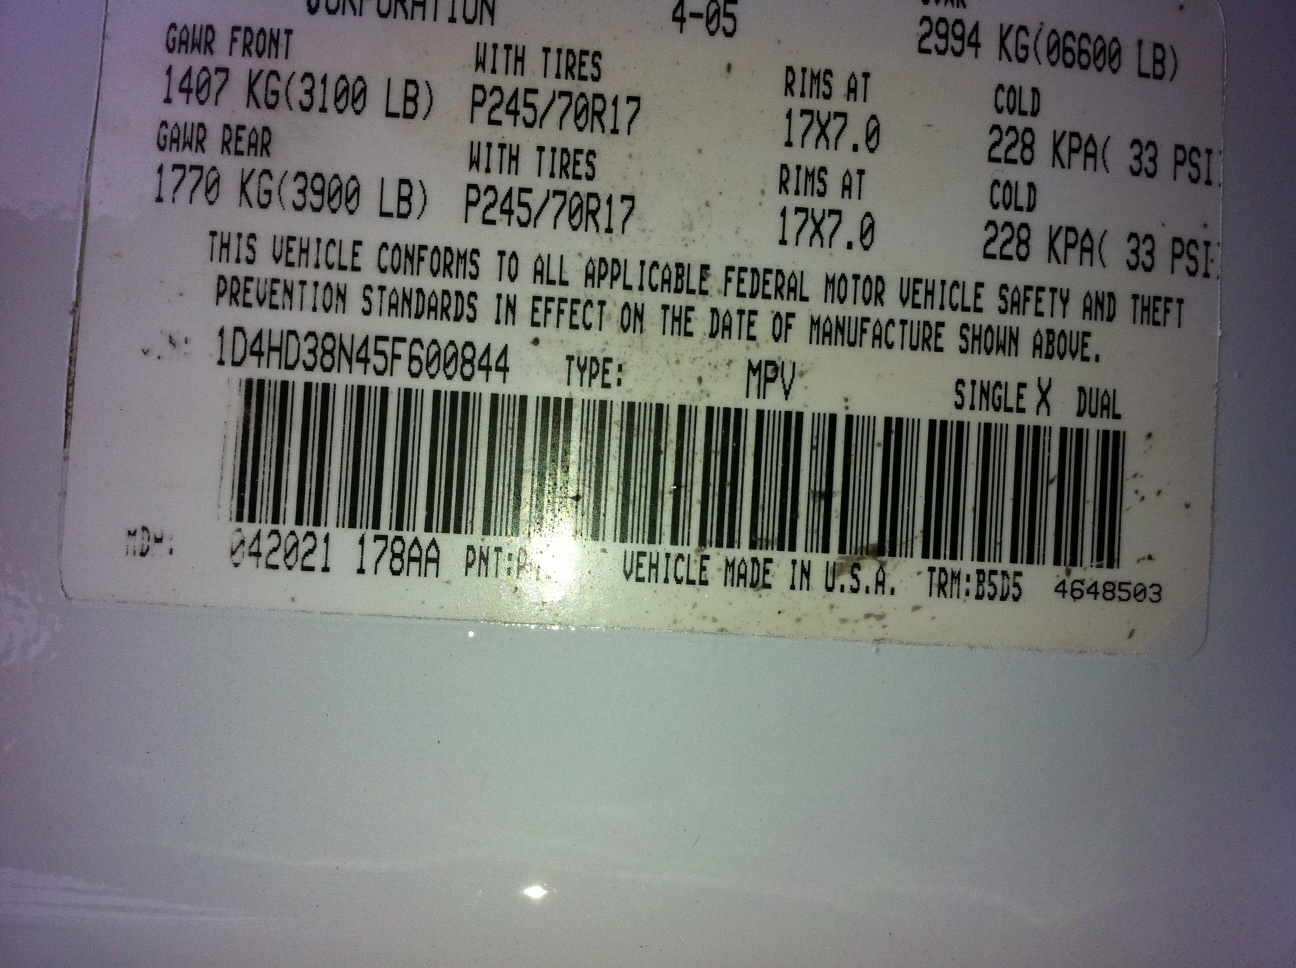 CORPORATION 4-05
GAWR FRONT WITH TIRES RIMS AT COLD 2994 KG(06600 LB)
1407 KG(3100 LB) P245/70R17 17X7.0 228 KPA( 33 PSI
GAWR REAR WITH TIRES RIMS AT COLD
1770 KG(3900 LB) P245/70R17 17X7.0 228 KPA( 33 PSI
THIS VEHICLE CONFORMS TO ALL APPLICABLE FEDERAL MOTOR VEHICLE SAFETY AND THEFT
PREVENTION STANDARDS IN EFFECT ON THE DATE OF MANUFACTURE SHOWN ABOVE.
1D4HD38N45F600844 TYPE: MPV SINGLE X DUAL
MDH: 042021 178AA PNT: VEHICLE MADE IN U.S.A. TRM:B5D5 4648503